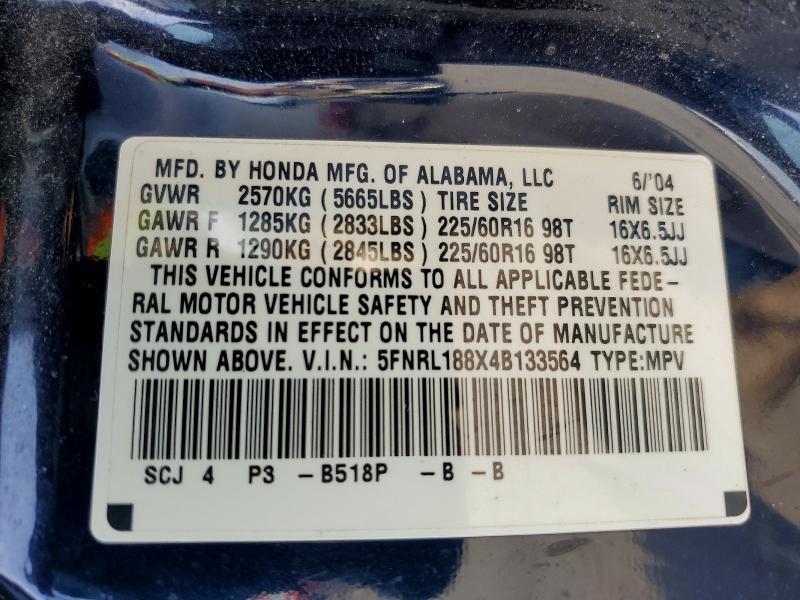 MFD. BY HONDA MFG. OF ALABAMA, LLC 6/'04
GVWR 2570KG (5665LBS) TIRE SIZE RIM SIZE
GAWR F 1285KG (2833LBS) 225/60R16 98T 16X6.5JJ
GAWR R 1290KG (2845LBS) 225/60R16 98T 16X6.5JJ
THIS VEHICLE CONFORMS TO ALL APPLICABLE FEDE-
RAL MOTOR VEHICLE SAFETY AND THEFT PREVENTION
STANDARDS IN EFFECT ON THE DATE OF MANUFACTURE
SHOWN ABOVE. V.I.N.: 5FNRL188X4B133564 TYPE:MPV
SCJ 4 P3 -B518P -B -B